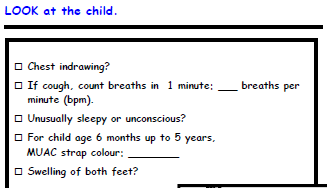 LOOK at the child.
□ Chest indrawing?
□ If cough, count breaths in 1 minute: ___ breaths per
minute (bpm).
□ Unusually sleepy or unconscious?
□ For child age 6 months up to 5 years,
MUAC strap colour: ________
□ Swelling of both feet?